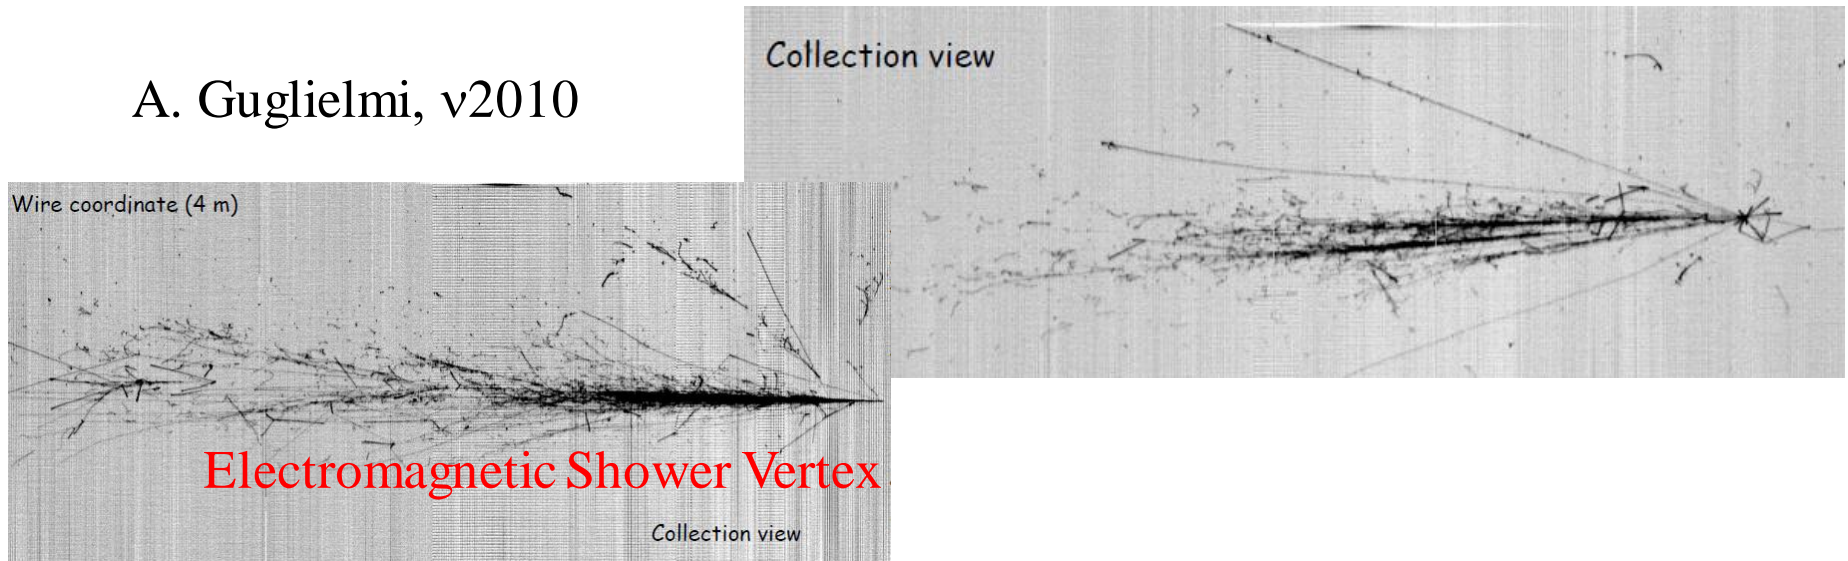 Collection view
A. Guglielmi, ν2010
Wire coordinate (4 m)
Electromagnetic Shower Vertex
Collection view